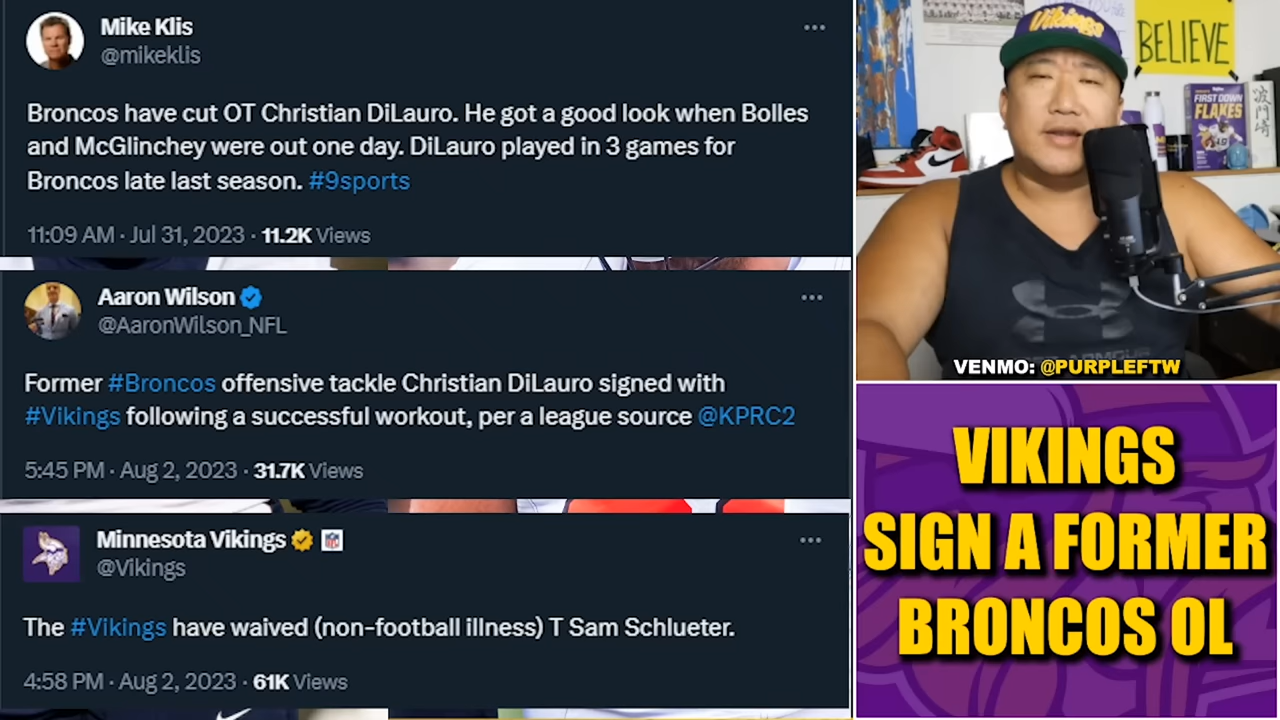 Mike Klis
@mikeklis
Broncos have cut OT Christian DiLauro. He got a good look when Bolles
and McGlinchey were out one day. DiLauro played in 3 games for
Broncos late last season. #9sports
11:09 AM · Jul 31, 2023 · 11.2K Views
Aaron Wilson
@AaronWilson_NFL
Former #Broncos offensive tackle Christian DiLauro signed with
#Vikings following a successful workout, per a league source @KPRC2
5:45 PM · Aug 2, 2023 · 31.7K Views
Minnesota Vikings
@Vikings
The #Vikings have waived (non-football illness) T Sam Schlueter.
4:58 PM · Aug 2, 2023 · 61K Views
Vikings
BELIEVE
FIRST DOWN
FLAKES
波
門
崎
VENMO: @PURPLEFTW
VIKINGS
SIGN A FORMER
BRONCOS OL